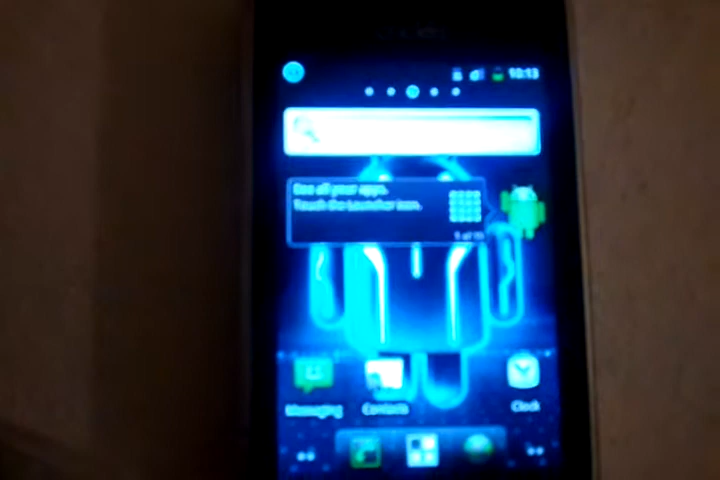 10:13
See all your apps.
Touch the Launcher icon.
Messaging
Contacts
Clock